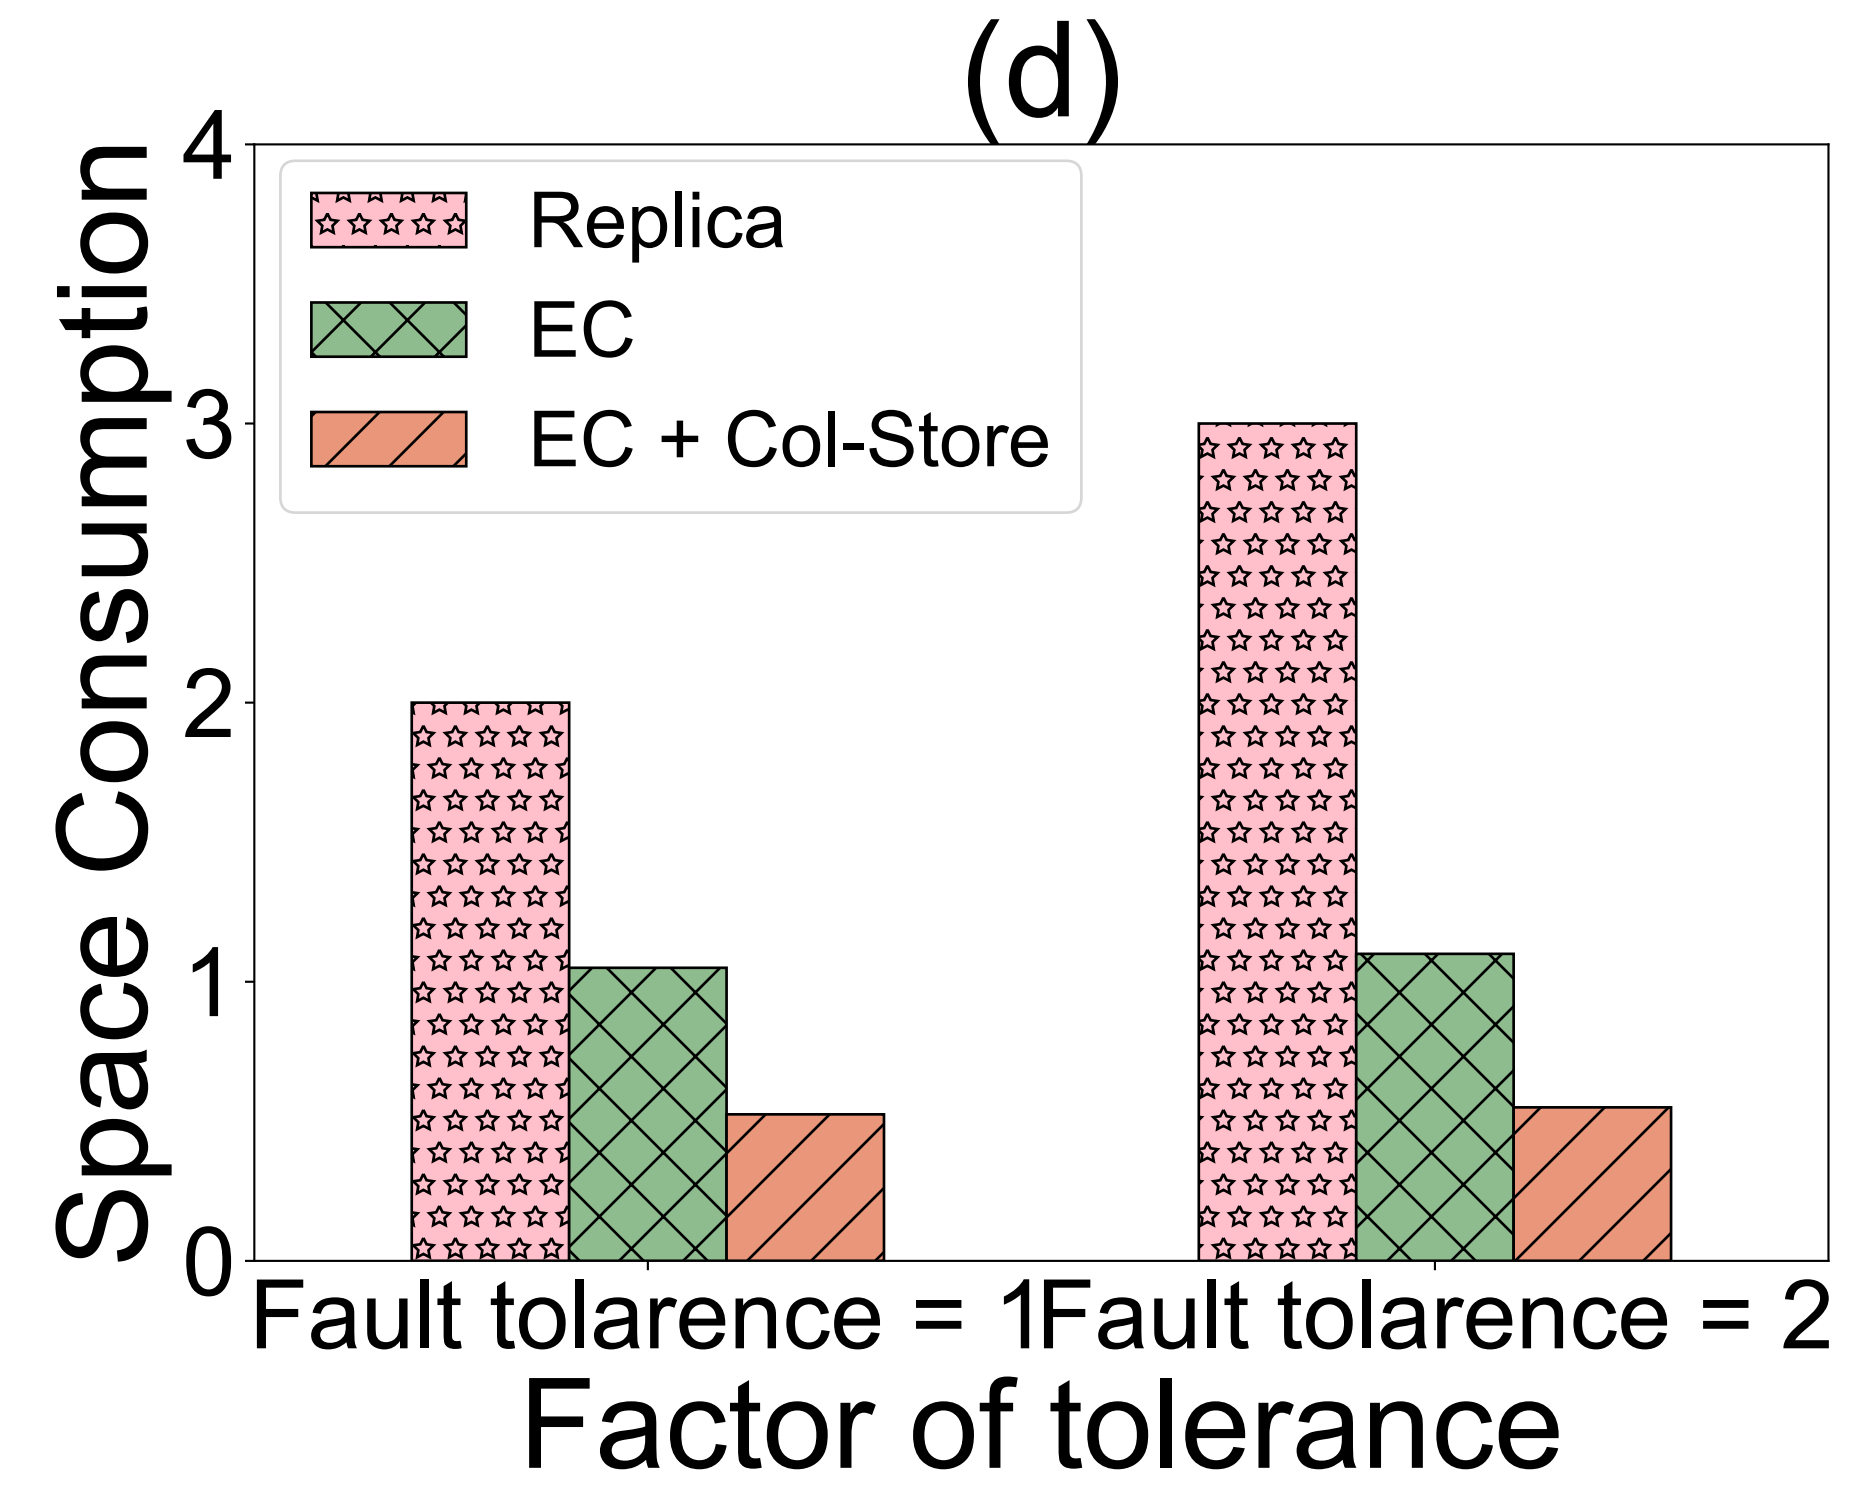 (d)
Space Consumption
4
3
2
1
0
Replica
EC
EC + Col-Store
Fault tolarence = 1
Fault tolarence = 2
Factor of tolerance